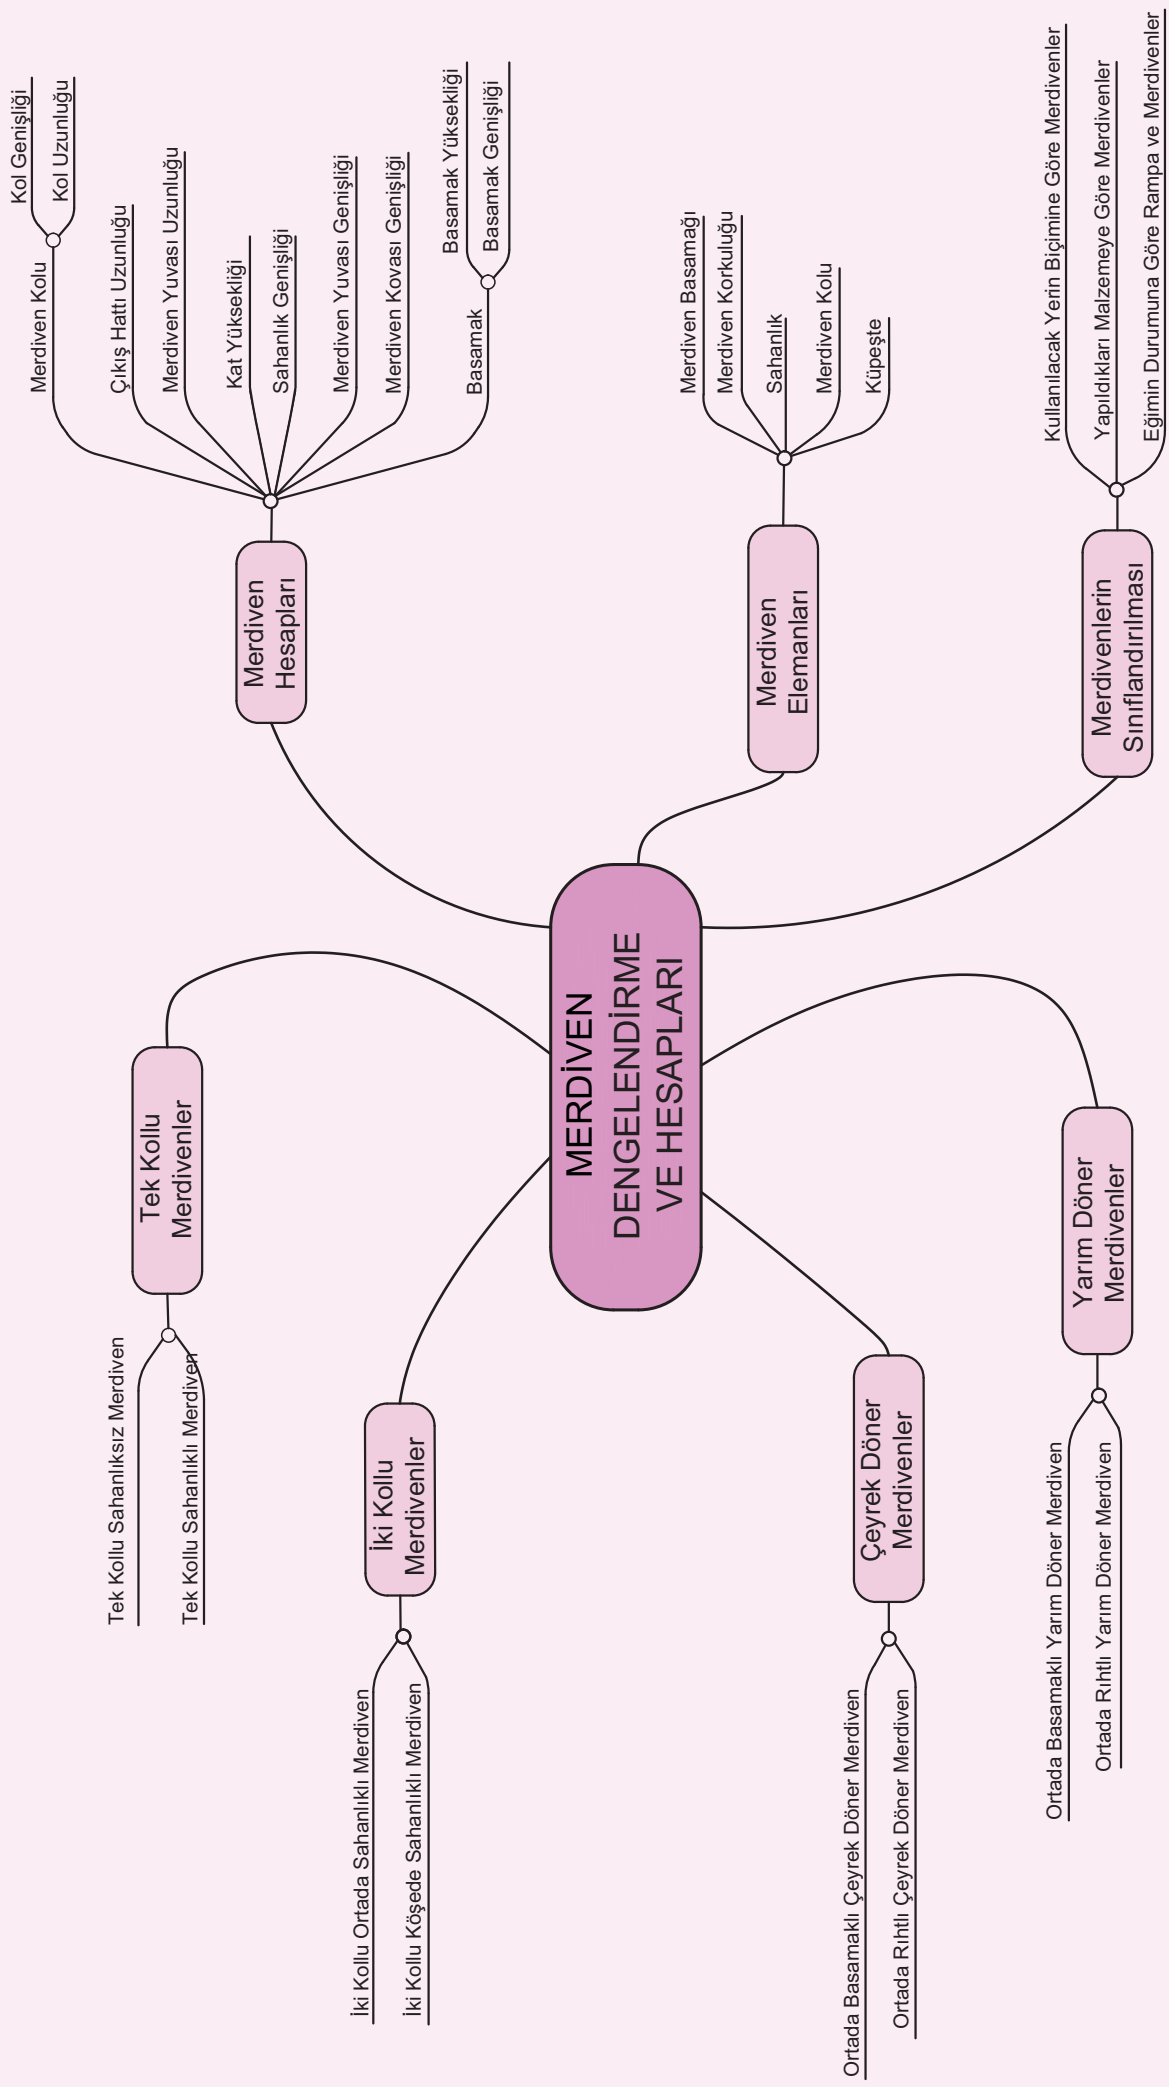 MERDİVEN
DENGELENDİRME
VE HESAPLARI
Tek Kollu
Merdivenler
Tek Kollu Sahanlıksız Merdiven
Tek Kollu Sahanlıklı Merdiven
İki Kollu
Merdivenler
İki Kollu Ortada Sahanlıklı Merdiven
İki Kollu Köşede Sahanlıklı Merdiven
Çeyrek Döner
Merdivenler
Ortada Basamaklı Çeyrek Döner Merdiven
Ortada Rıhtlı Çeyrek Döner Merdiven
Yarım Döner
Merdivenler
Ortada Basamaklı Yarım Döner Merdiven
Ortada Rıhtlı Yarım Döner Merdiven
Merdiven
Hesapları
Merdiven Kolu
Kol Genişliği
Kol Uzunluğu
Çıkış Hattı Uzunluğu
Merdiven Yuvası Uzunluğu
Kat Yüksekliği
Sahanlık Genişliği
Merdiven Yuvası Genişliği
Merdiven Kovası Genişliği
Basamak
Basamak Yüksekliği
Basamak Genişliği
Merdiven
Elemanları
Merdiven Basamağı
Merdiven Korkuluğu
Sahanlık
Merdiven Kolu
Küpeşte
Merdivenlerin
Sınıflandırılması
Kullanılacak Yerin Biçimine Göre Merdivenler
Yapıldıkları Malzemeye Göre Merdivenler
Eğimin Durumuna Göre Rampa ve Merdivenler